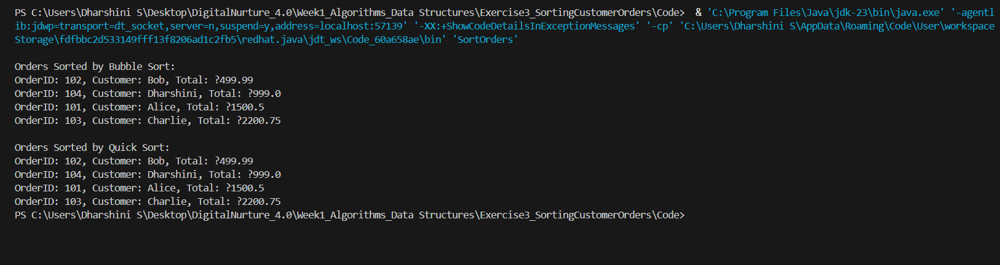 PS C:\Users\Dharshini S\Desktop\DigitalNurture_4.0\Week1_Algorithms_Data Structures\Exercise3_SortingCustomerOrders\Code>  & 'C:\Program Files\Java\jdk-23\bin\java.exe' '-agentl
ib:jdwp=transport=dt_socket,server=n,suspend=y,address=localhost:57139' '-XX:+ShowCodeDetailsInExceptionMessages' '-cp' 'C:\Users\Dharshini S\AppData\Roaming\Code\User\workspace
Storage\fdfbbc2d533149fff13f8206ad1c2fb5\redhat.java\jdt_ws\Code_60a658ae\bin' 'SortOrders'
Orders Sorted by Bubble Sort:
OrderID: 102, Customer: Bob, Total: ?499.99
OrderID: 104, Customer: Dharshini, Total: ?999.0
OrderID: 101, Customer: Alice, Total: ?1500.5
OrderID: 103, Customer: Charlie, Total: ?2200.75
Orders Sorted by Quick Sort:
OrderID: 102, Customer: Bob, Total: ?499.99
OrderID: 104, Customer: Dharshini, Total: ?999.0
OrderID: 101, Customer: Alice, Total: ?1500.5
OrderID: 103, Customer: Charlie, Total: ?2200.75
PS C:\Users\Dharshini S\Desktop\DigitalNurture_4.0\Week1_Algorithms_Data Structures\Exercise3_SortingCustomerOrders\Code>